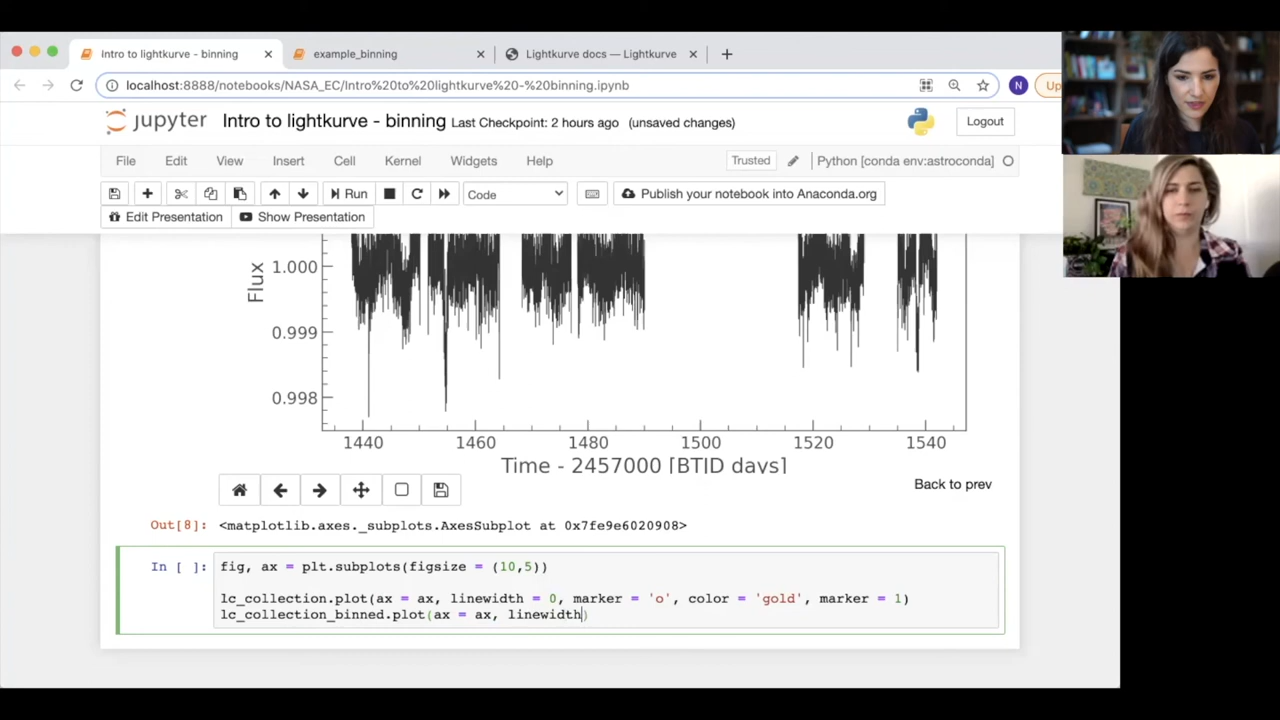 Intro to lightkurve - binning
example_binning
Lightkurve docs — Lightkurve
localhost:8888/notebooks/NASA_EC/Intro%20to%20lightkurve%20-%20binning.ipynb
N
Up
jupyter Intro to lightkurve - binning Last Checkpoint: 2 hours ago (unsaved changes)
Logout
File Edit View Insert Cell Kernel Widgets Help
Trusted Python [conda env:astroconda]
Run Code Publish your notebook into Anaconda.org
Edit Presentation Show Presentation
Flux
1.000
0.999
0.998
1440 1460 1480 1500 1520 1540
Time - 2457000 [BTJD days]
Back to prev
Out[8]: <matplotlib.axes._subplots.AxesSubplot at 0x7fe9e6020908>
In [ ]: fig, ax = plt.subplots(figsize = (10,5))
lc_collection.plot(ax = ax, linewidth = 0, marker = 'o', color = 'gold', marker = 1)
lc_collection_binned.plot(ax = ax, linewidth)